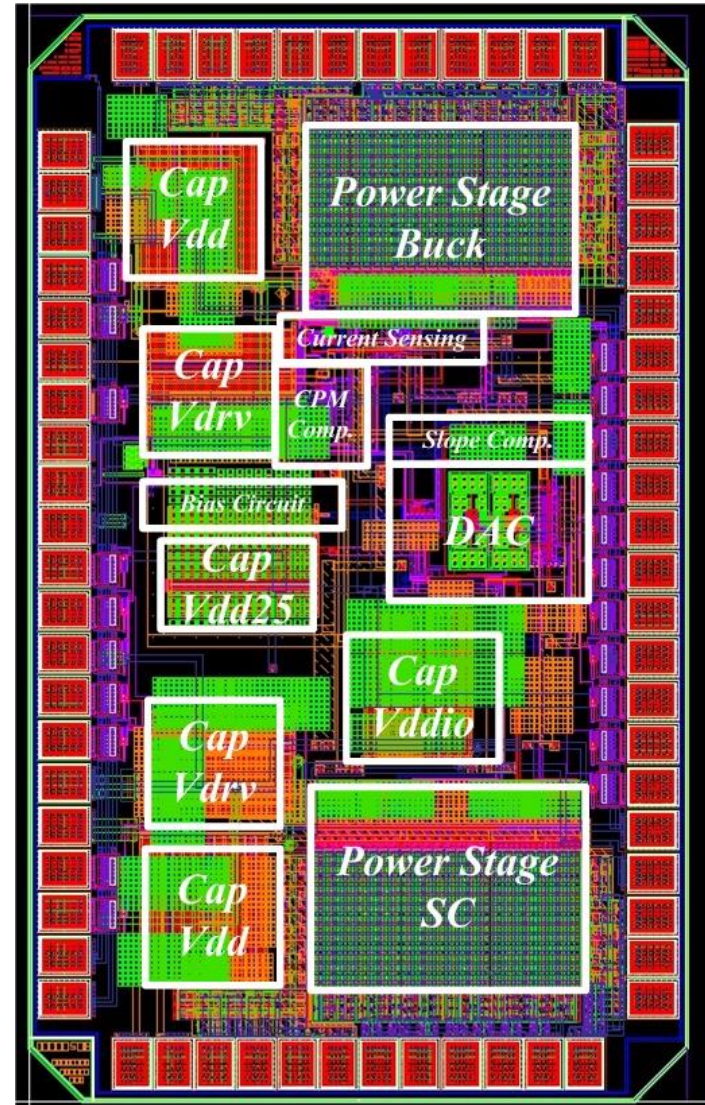 Cap
Vdd
Power Stage
Buck
Current Sensing
Cap
Vdrv
CPM
Comp.
Slope Comp.
Bias Circuit
DAC
Cap
Vdd25
Cap
Vddio
Cap
Vdrv
Power Stage
SC
Cap
Vdd